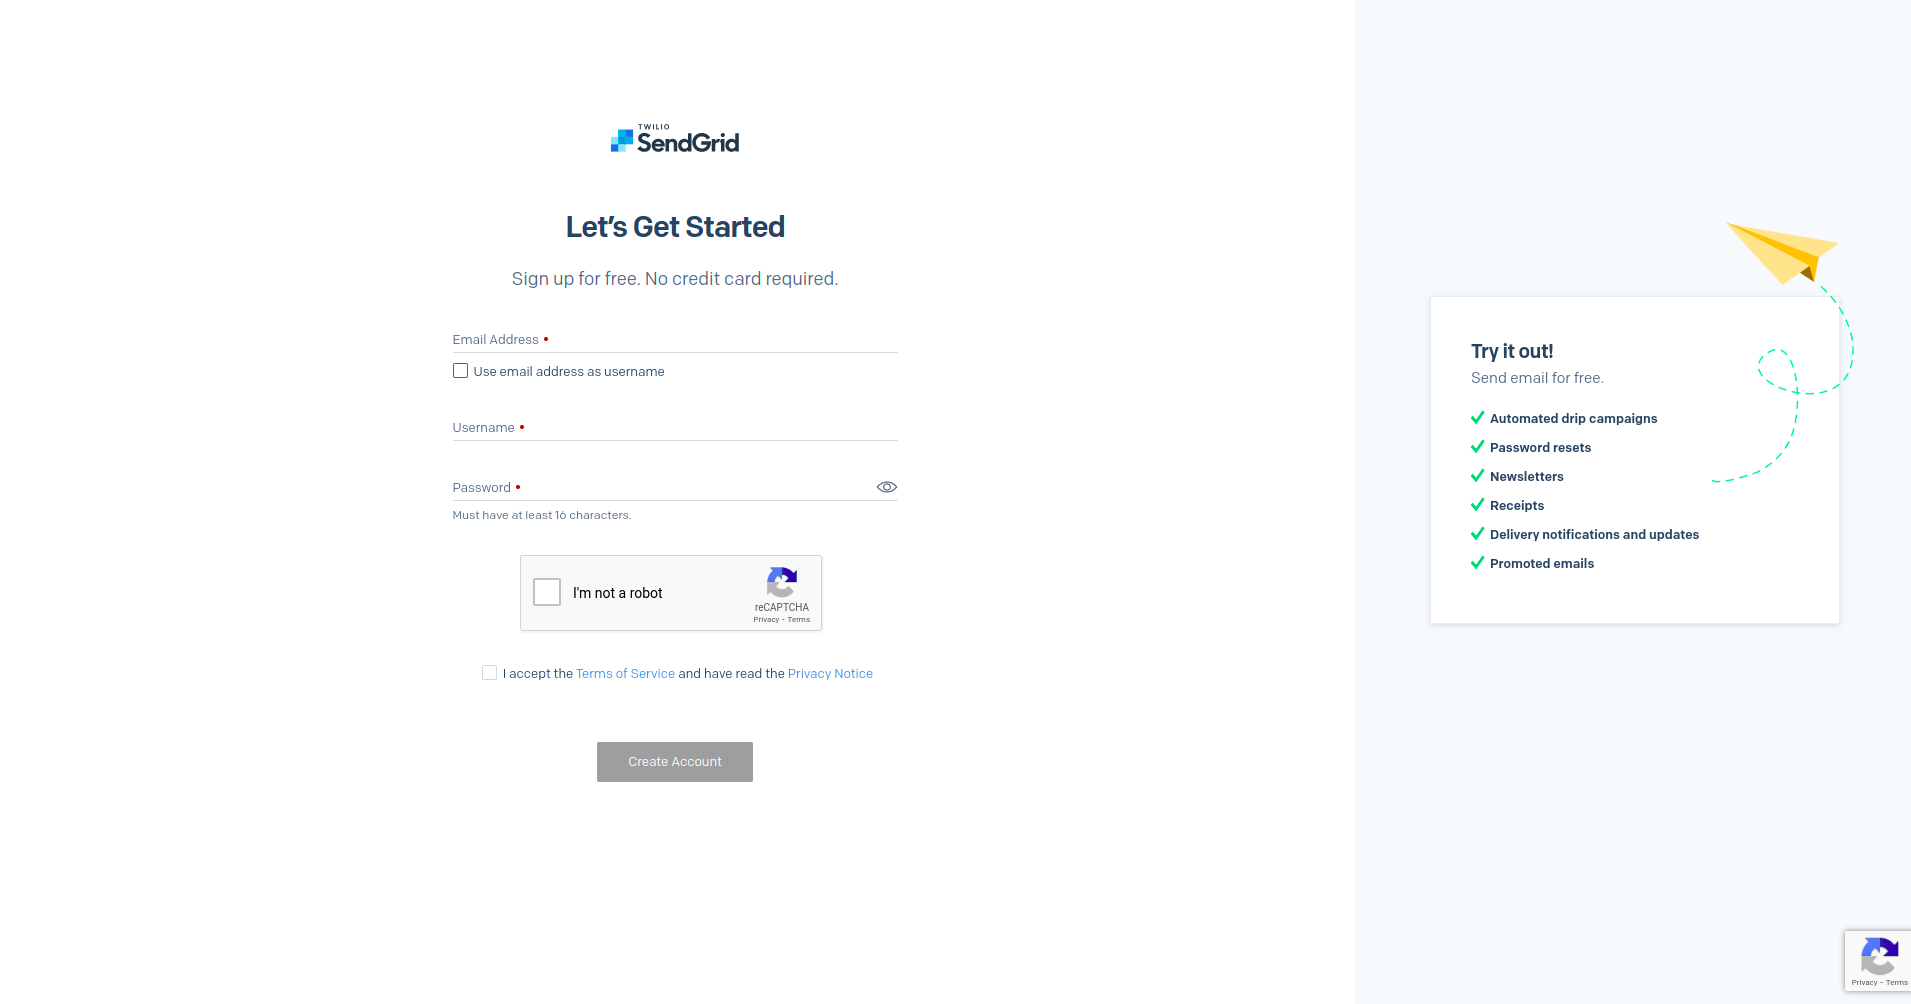 TWILIO
SendGrid
Let's Get Started
Sign up for free. No credit card required.
Email Address •
Use email address as username
Username •
Password •
Must have at least 16 characters.
I'm not a robot
reCAPTCHA
Privacy - Terms
I accept the Terms of Service and have read the Privacy Notice
Create Account
Try it out!
Send email for free.
Automated drip campaigns
Password resets
Newsletters
Receipts
Delivery notifications and updates
Promoted emails
Privacy - Terms